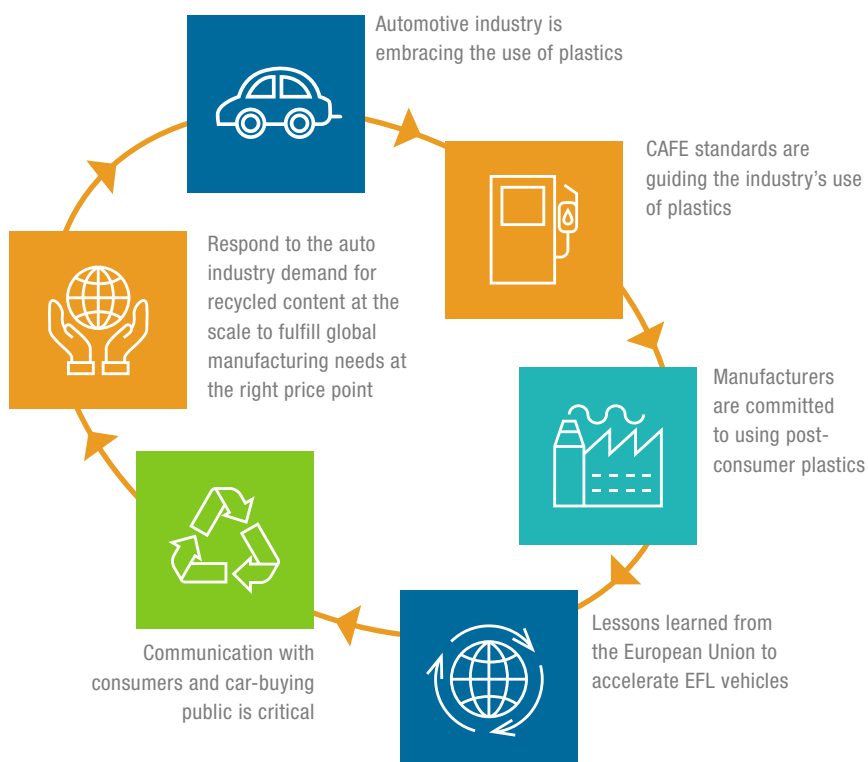 Automotive industry is
embracing the use of plastics
CAFE standards are
guiding the industry’s use
of plastics
Manufacturers
are committed
to using post-
consumer plastics
Lessons learned from
the European Union to
accelerate EFL vehicles
Communication with
consumers and car-buying
public is critical
Respond to the auto
industry demand for
recycled content at the
scale to fulfill global
manufacturing needs at
the right price point